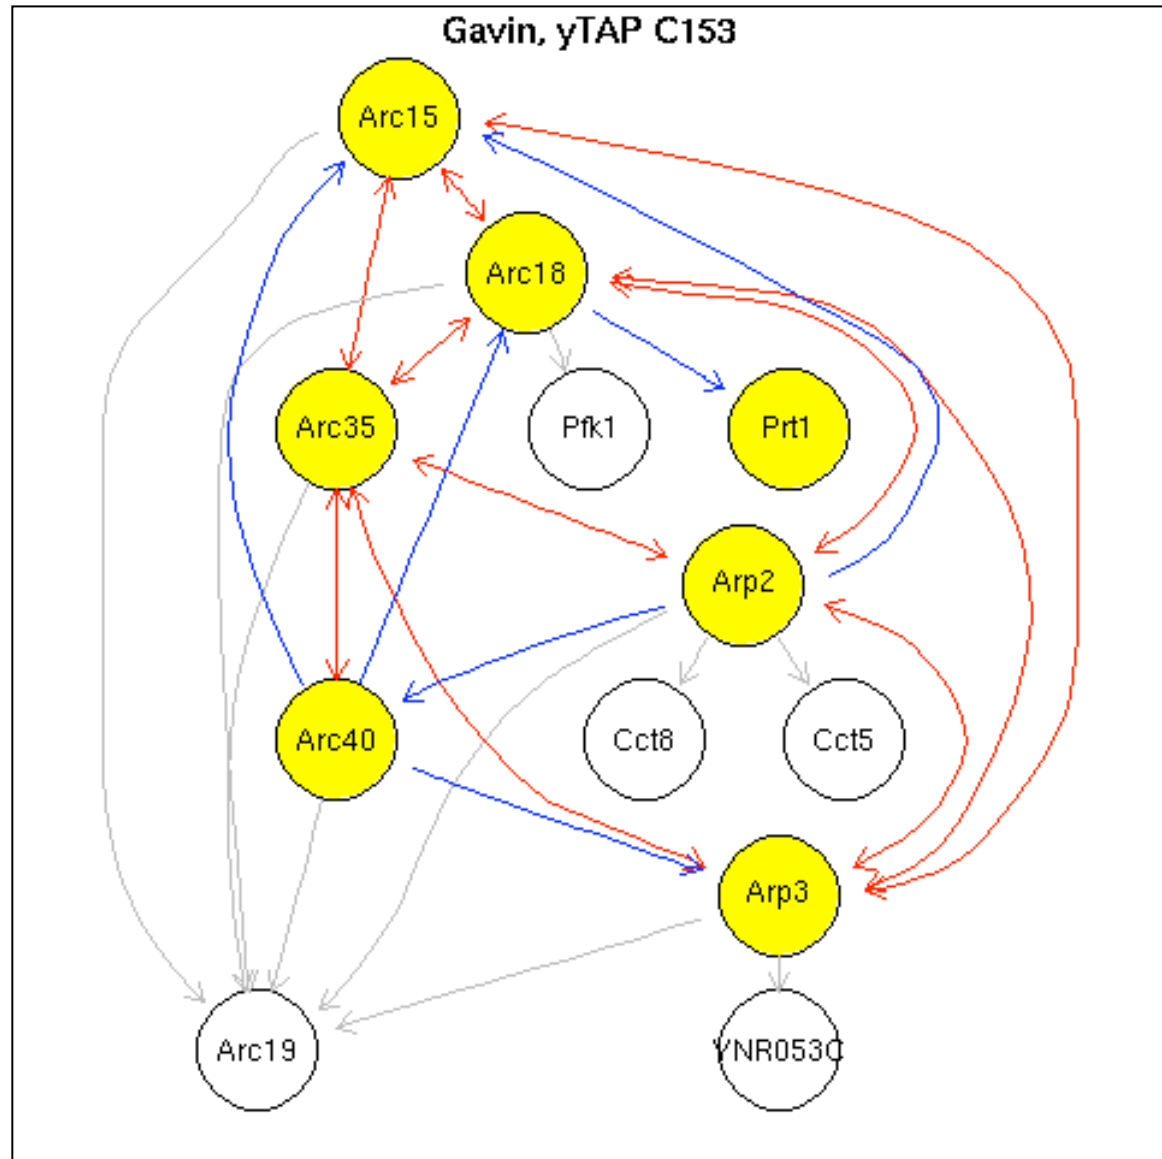 Gavin, yTAP C153
Arc15
Arc18
Arc35
Pfk1
Prt1
Arp2
Arc40
Cct8
Cct5
Arp3
Arc19
YNR053C